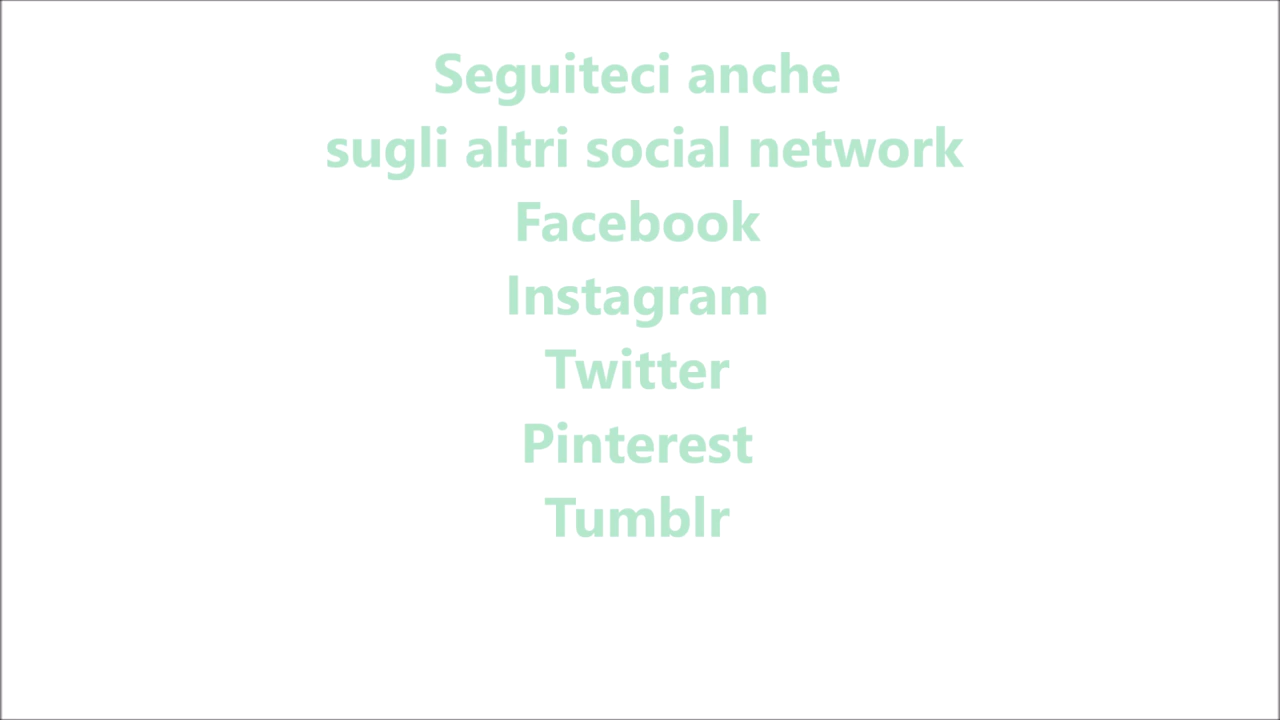 Seguiteci anche
sugli altri social network
Facebook
Instagram
Twitter
Pinterest
Tumblr